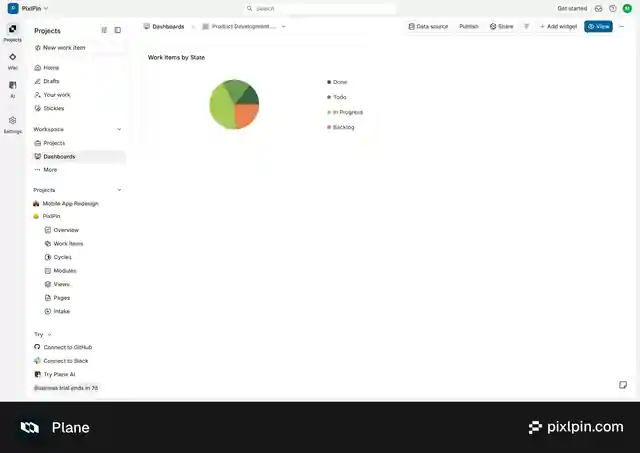 PixlPin
Search
Get started
Projects
Wiki
AI
Settings
Projects
New work item
Home
Drafts
Your work
Stickies
Workspace
Projects
Dashboards
More
Projects
Mobile App Redesign
PixlPin
Overview
Work Items
Cycles
Modules
Views
Pages
Intake
Try
Connect to GitHub
Connect to Slack
Try Plane AI
Business trial ends in 7d
Dashboards
Product Development ...
Data source
Publish
Share
Add widget
View
Work Items by State
Done
Todo
In Progress
Backlog
Plane
pixlpin.com